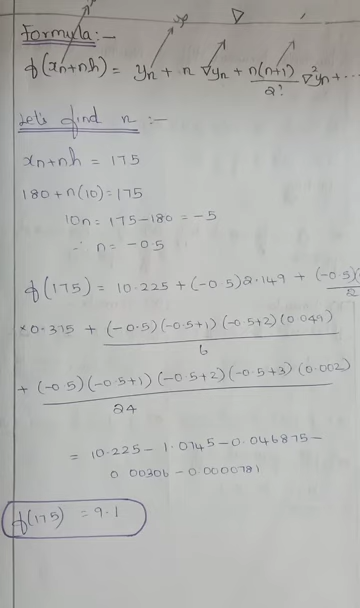 Formula:-
f(xn+nh) = yn + n ∇yn + n(n+1)/2! ∇²yn + ...
Let's find n :-
xn+nh = 175
180+n(10)=175
10n = 175-180 = -5
∴ n = -0.5
f(175) = 10.225 + (-0.5)2.149 + (-0.5)
2
×0.375 + (-0.5)(-0.5+1)(-0.5+2)(0.049)
6
+ (-0.5)(-0.5+1)(-0.5+2)(-0.5+3)(0.002)
24
= 10.225 - 1.0745 - 0.046875 -
0.00306 - 0.0000781
f(175) = 9.1